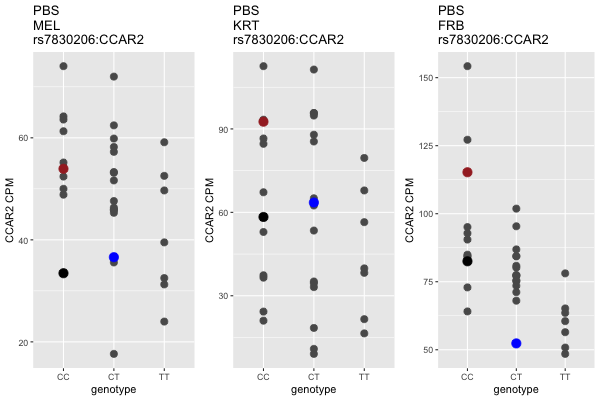 PBS
MEL
rs7830206:CCAR2
CCAR2 CPM
60
40
20
CC
CT
TT
genotype
PBS
KRT
rs7830206:CCAR2
CCAR2 CPM
90
60
30
CC
CT
TT
genotype
PBS
FRB
rs7830206:CCAR2
CCAR2 CPM
150
125
100
75
50
CC
CT
TT
genotype